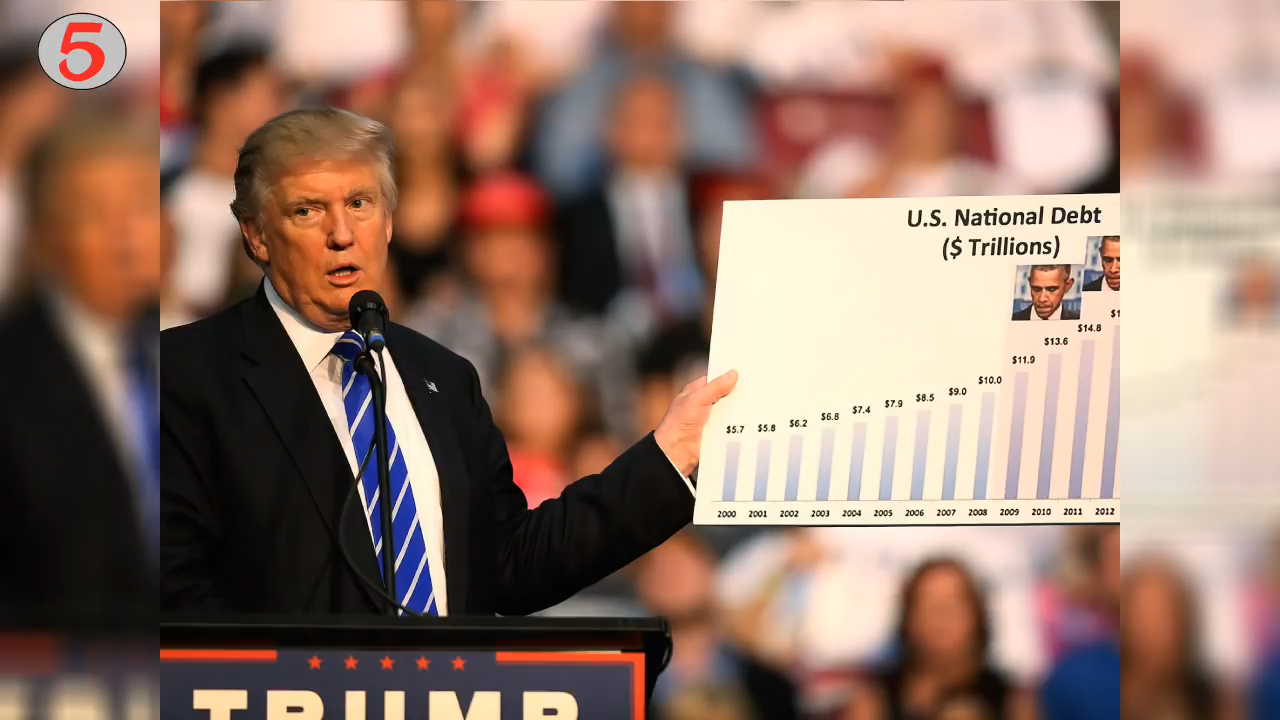 5
U.S. National Debt
($ Trillions)
$5.7 $5.8 $6.2 $6.8 $7.4 $7.9 $8.5 $9.0 $10.0 $11.9 $13.6 $14.8
2000 2001 2002 2003 2004 2005 2006 2007 2008 2009 2010 2011 2012
TRUMP